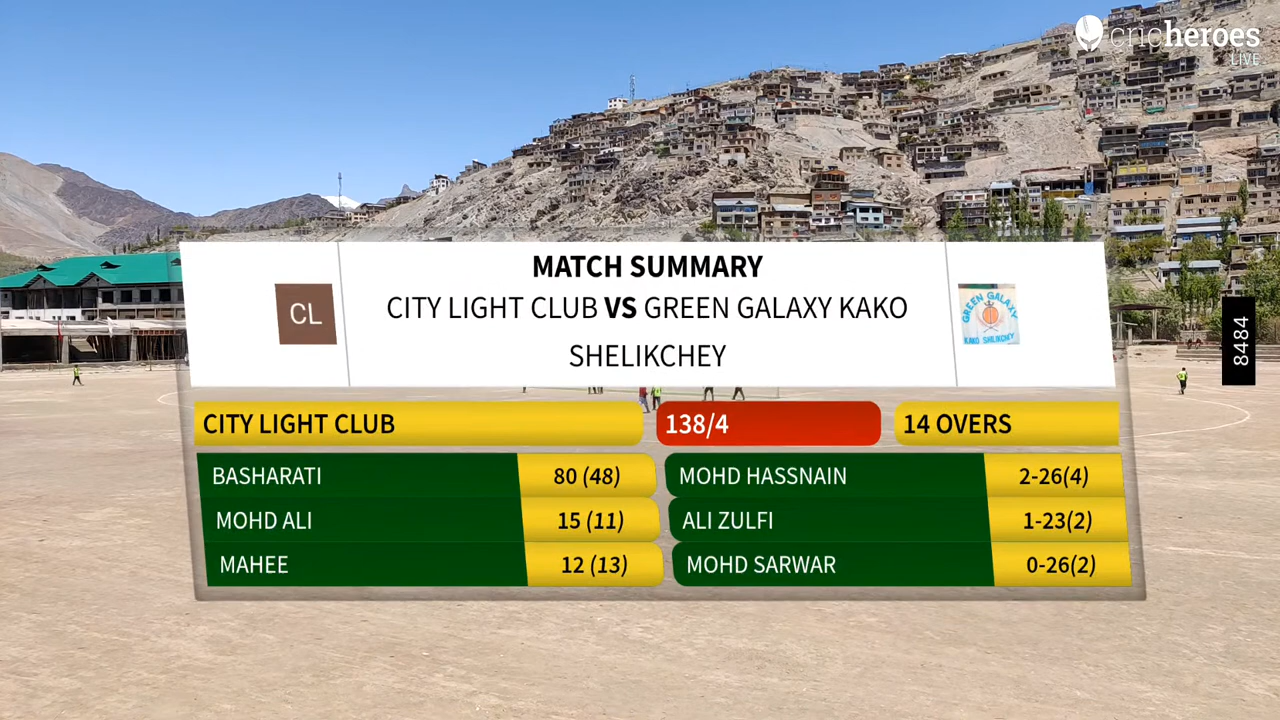 cricheroes
LIVE
MATCH SUMMARY
CL
CITY LIGHT CLUB VS GREEN GALAXY KAKO
SHELIKCHEY
GREEN GALAXY
KAKO SHILIKCHEY
8484
CITY LIGHT CLUB 138/4 14 OVERS
BASHARATI 80 (48) MOHD HASSNAIN 2-26(4)
MOHD ALI 15 (11) ALI ZULFI 1-23(2)
MAHEE 12 (13) MOHD SARWAR 0-26(2)